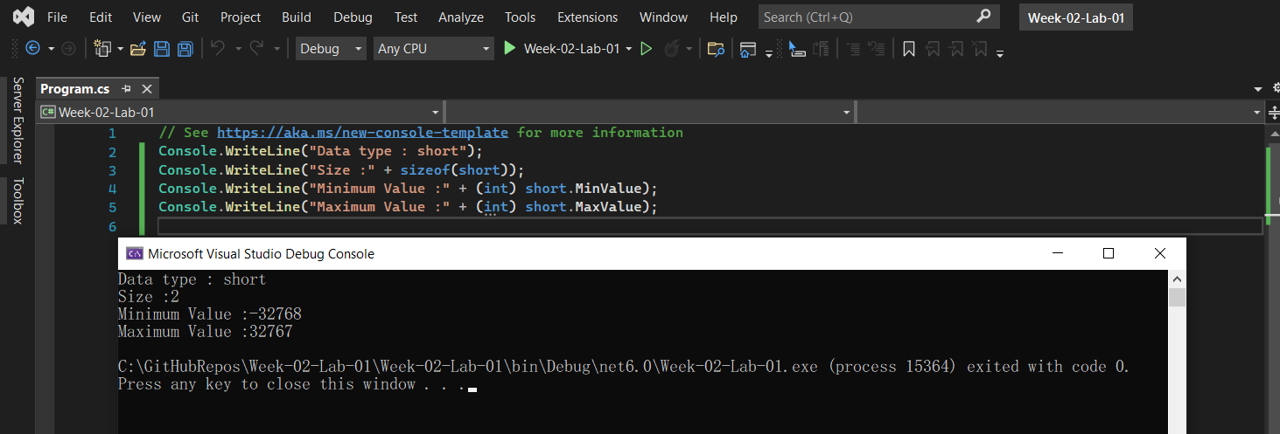 File Edit View Git Project Build Debug Test Analyze Tools Extensions Window Help Search (Ctrl+Q) Week-02-Lab-01
Debug Any CPU Week-02-Lab-01
Server Explorer
Toolbox
Program.cs
C# Week-02-Lab-01
1 // See https://aka.ms/new-console-template for more information
2 Console.WriteLine("Data type : short");
3 Console.WriteLine("Size :" + sizeof(short));
4 Console.WriteLine("Minimum Value :" + (int) short.MinValue);
5 Console.WriteLine("Maximum Value :" + (int) short.MaxValue);
6
C:\ Microsoft Visual Studio Debug Console
Data type : short
Size :2
Minimum Value :-32768
Maximum Value :32767
C:\GitHubRepos\Week-02-Lab-01\Week-02-Lab-01\bin\Debug\net6.0\Week-02-Lab-01.exe (process 15364) exited with code 0.
Press any key to close this window . . .